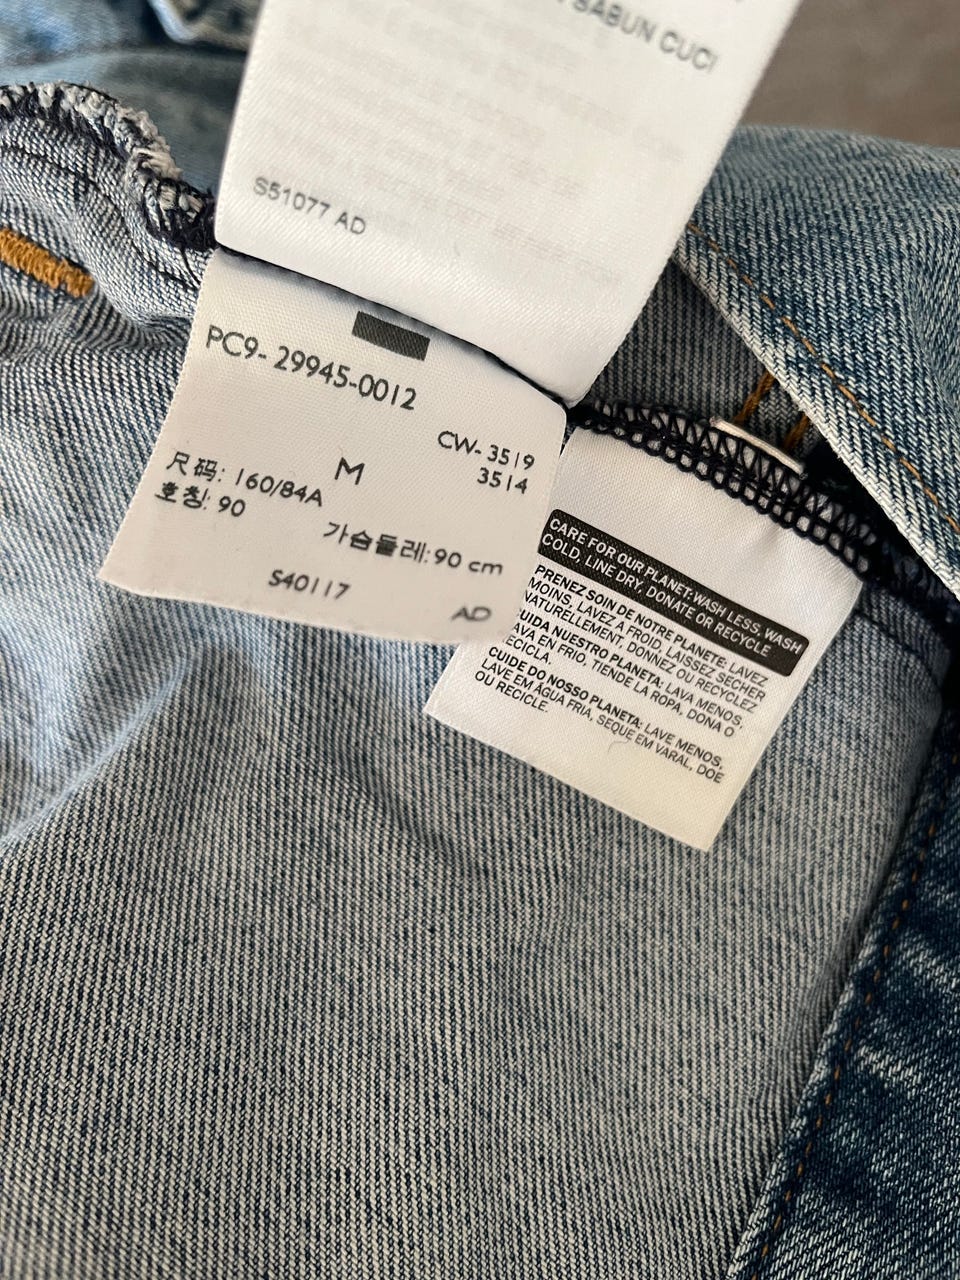 SABUN CUCI
S51077 AD
PC9- 29945-0012
CW- 3519
3514
M
尺码: 160/84A
호칭: 90
가슴둘레: 90 cm
S40117
AD
CARE FOR OUR PLANET: WASH LESS, WASH
COLD, LINE DRY, DONATE OR RECYCLE
PRENEZ SOIN DE NOTRE PLANETE: LAVEZ
MOINS, LAVEZ A FROID, LAISSEZ SECHER
NATURELLEMENT, DONNEZ OU RECYCLEZ
UIDA NUESTRO PLANETA: LAVA MENOS,
AVA EN FRIO, TIENDE LA ROPA, DONA O
ECICLA.
CUIDE DO NOSSO PLANETA: LAVE MENOS,
LAVE EM ÁGUA FRIA, SEQUE EM VARAL, DOE
OU RECICLE.